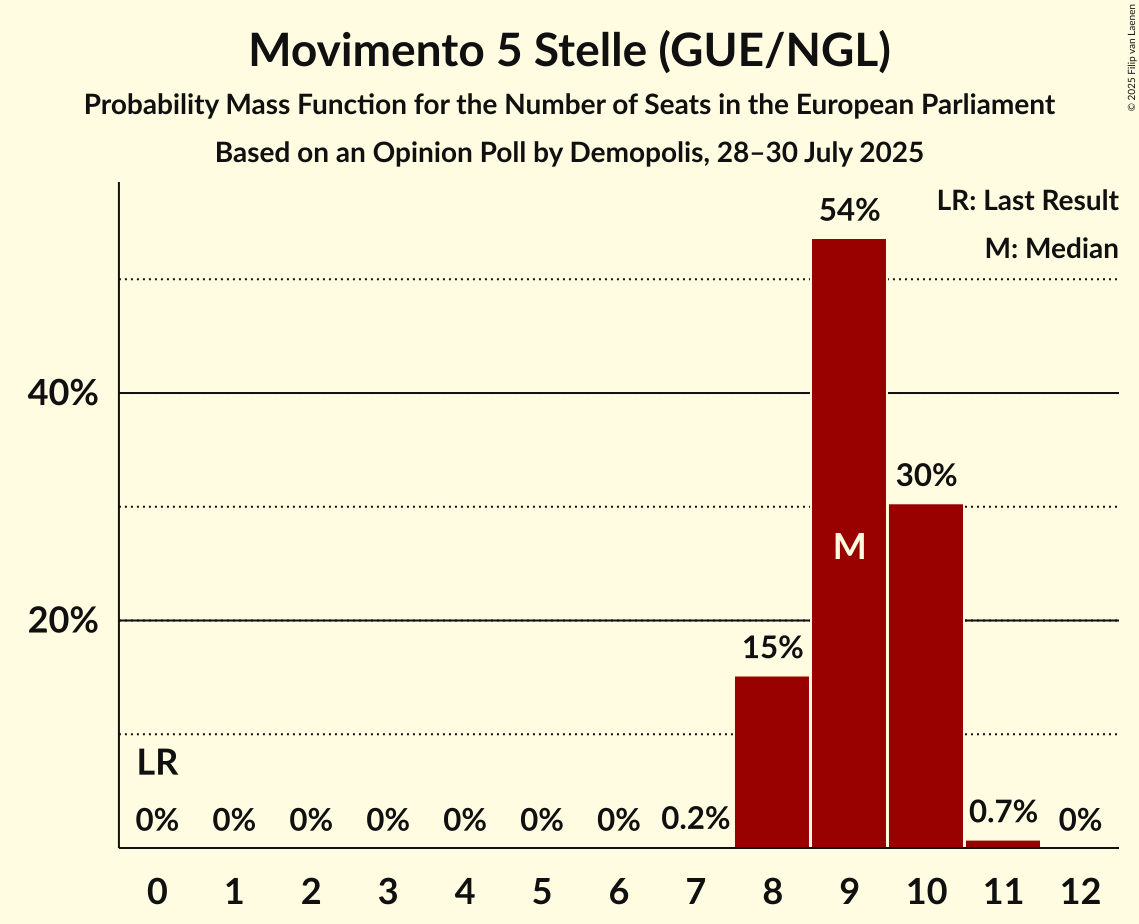 Movimento 5 Stelle (GUE/NGL)
Probability Mass Function for the Number of Seats in the European Parliament
Based on an Opinion Poll by Demopolis, 28–30 July 2025
© 2025 Filip van Laenen
LR: Last Result
M: Median
54%
40%
30%
M
20%
15%
LR
0% 0% 0% 0% 0% 0% 0% 0.2% 0.7% 0%
0 1 2 3 4 5 6 7 8 9 10 11 12